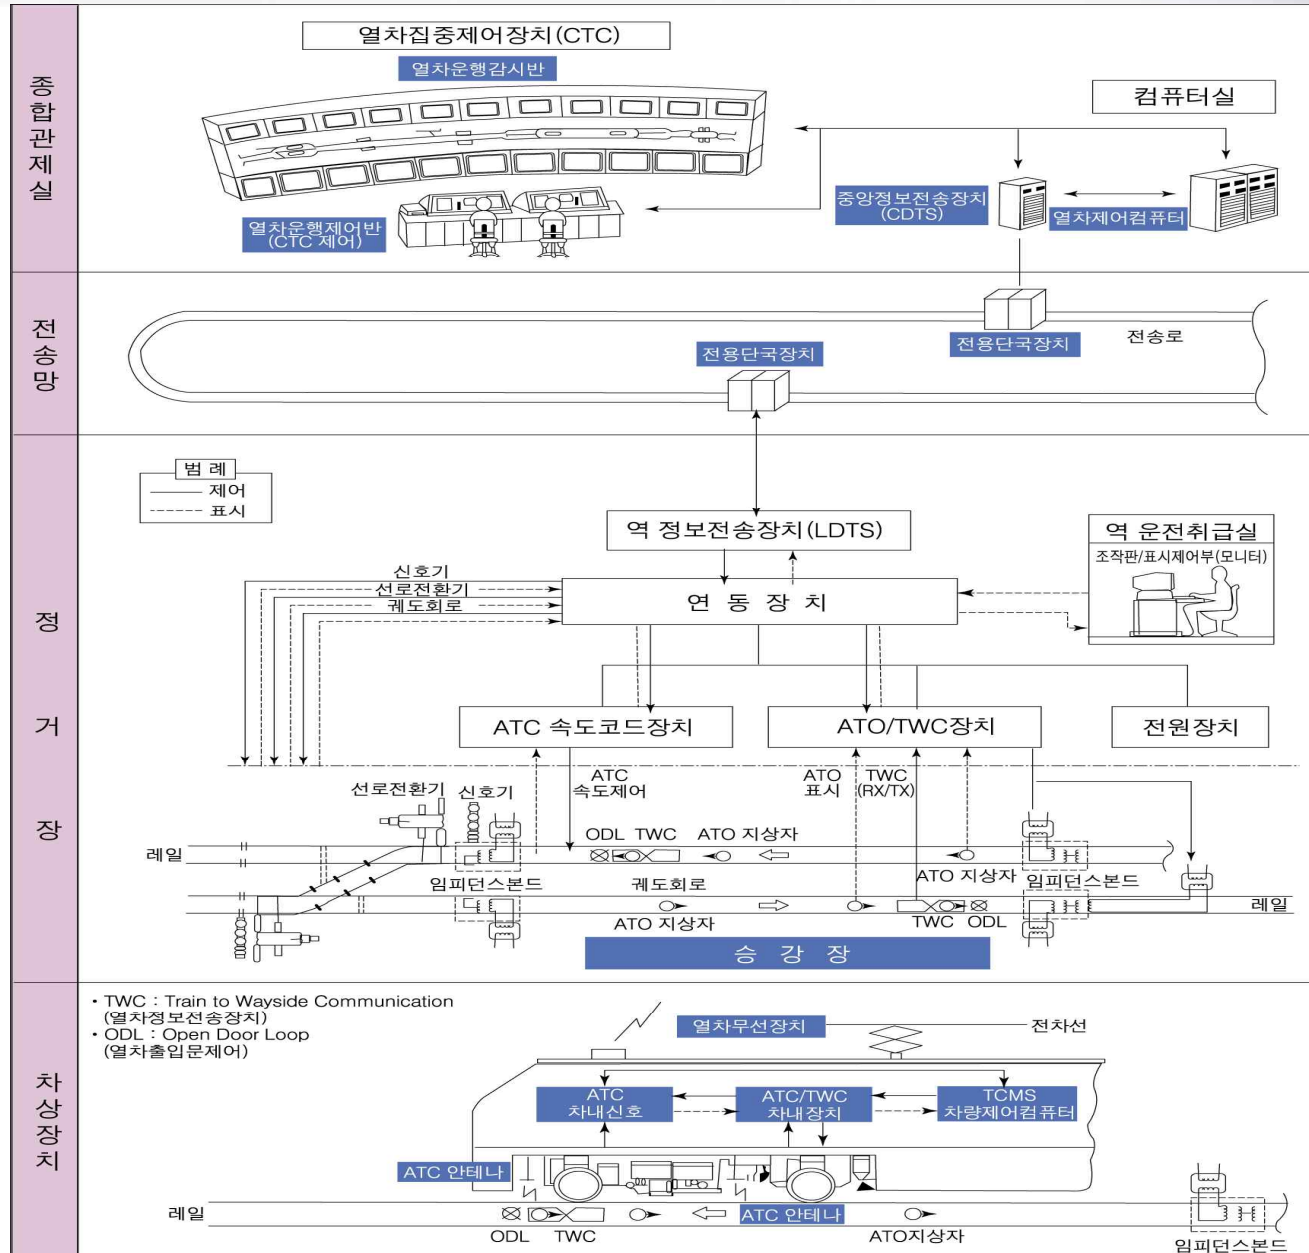 종합관제실
열차집중제어장치(CTC)
열차운행감시반
컴퓨터실
중앙정보전송장치
(CDTS)
열차제어컴퓨터
열차운행제어반
(CTC 제어)
전송망
전용단국장치
전송로
전용단국장치
정거장
범 례
제어
표시
역 정보전송장치(LDTS)
역 운전취급실
조작판/표시제어부(모니터)
신호기
선로전환기
궤도회로
연 동 장 치
ATC 속도코드장치
ATO/TWC장치
전원장치
ATC
속도제어
ATO
표시
TWC
(RX/TX)
선로전환기
신호기
ODL
TWC
ATO 지상자
레일
임피던스본드
궤도회로
ATO 지상자
임피던스본드
ATO 지상자
TWC
ODL
레일
승 강 장
차상장치
• TWC : Train to Wayside Communication
(열차정보전송장치)
• ODL : Open Door Loop
(열차출입문제어)
열차무선장치
전차선
ATC
차내신호
ATC/TWC
차내장치
TCMS
차량제어컴퓨터
ATC 안테나
레일
ATC 안테나
ODL
TWC
ATO지상자
임피던스본드